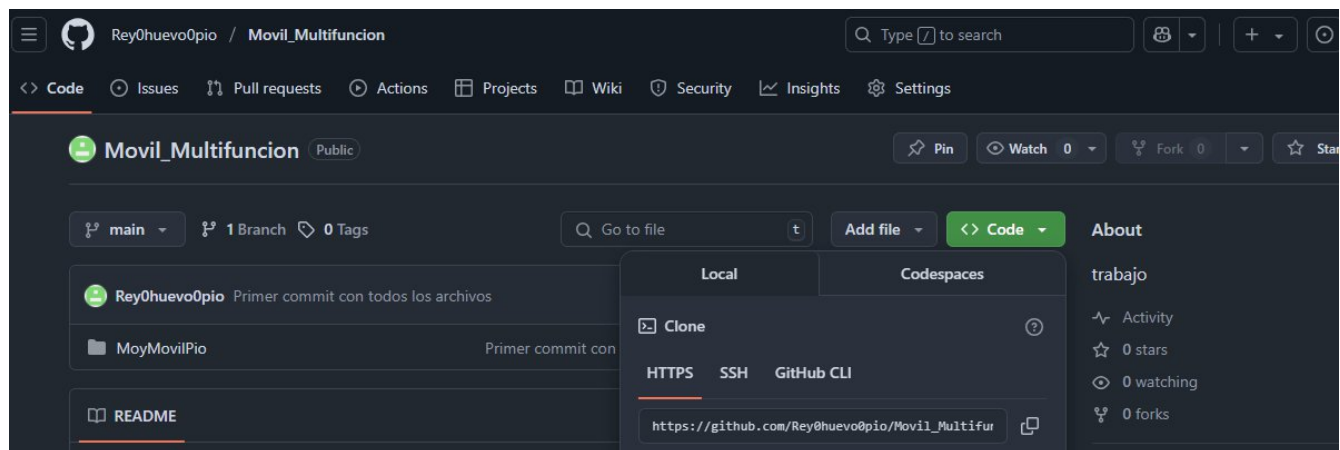 Rey0huevo0pio / Movil_Multifuncion
Type / to search
Code Issues Pull requests Actions Projects Wiki Security Insights Settings
Movil_Multifuncion Public
Pin Watch 0 Fork 0 Star
main 1 Branch 0 Tags
Go to file t
Add file
Code
Rey0huevo0pio Primer commit con todos los archivos
MoyMovilPio Primer commit con
README
Local Codespaces
Clone
HTTPS SSH GitHub CLI
https://github.com/Rey0huevo0pio/Movil_Multifur
About
trabajo
Activity
0 stars
0 watching
0 forks